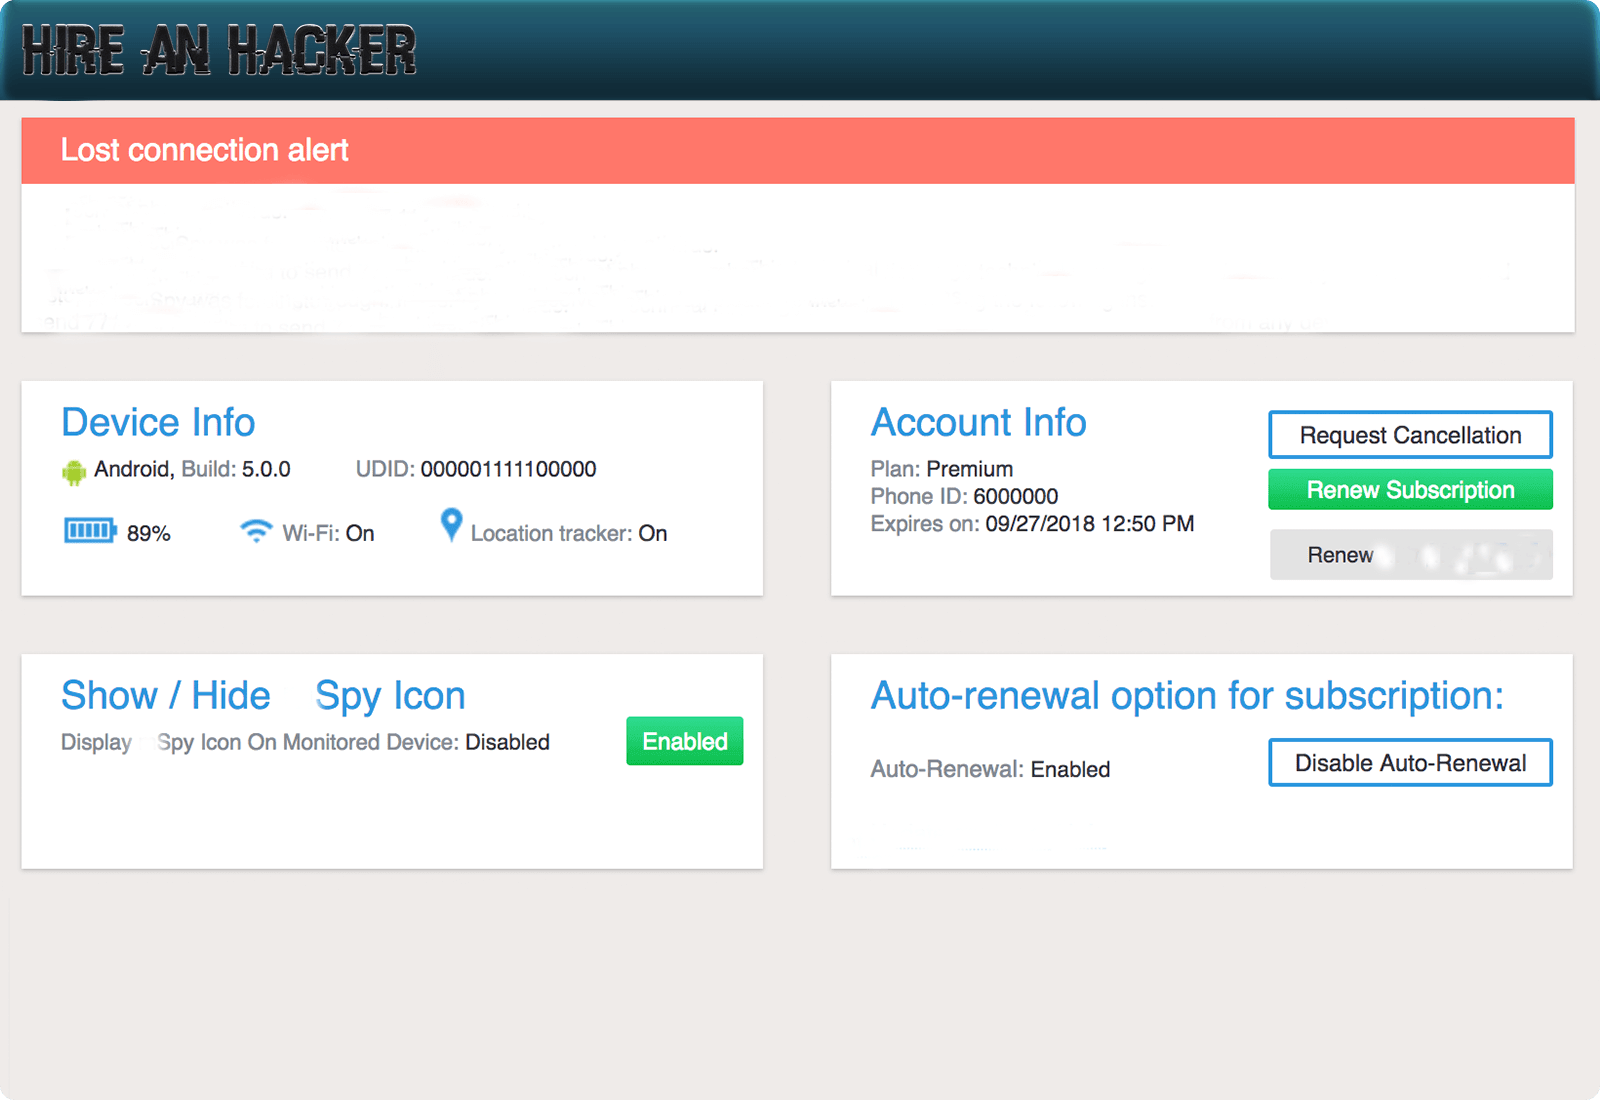 HIRE AN HACKER
Lost connection alert
to send
Device Info
Android, Build: 5.0.0 UDID: 000001111100000
89% Wi-Fi: On Location tracker: On
Account Info
Plan: Premium
Phone ID: 6000000
Expires on: 09/27/2018 12:50 PM
Request Cancellation
Renew Subscription
Renew
Show / Hide Spy Icon
Display Spy Icon On Monitored Device: Disabled
Enabled
Auto-renewal option for subscription:
Auto-Renewal: Enabled
Disable Auto-Renewal